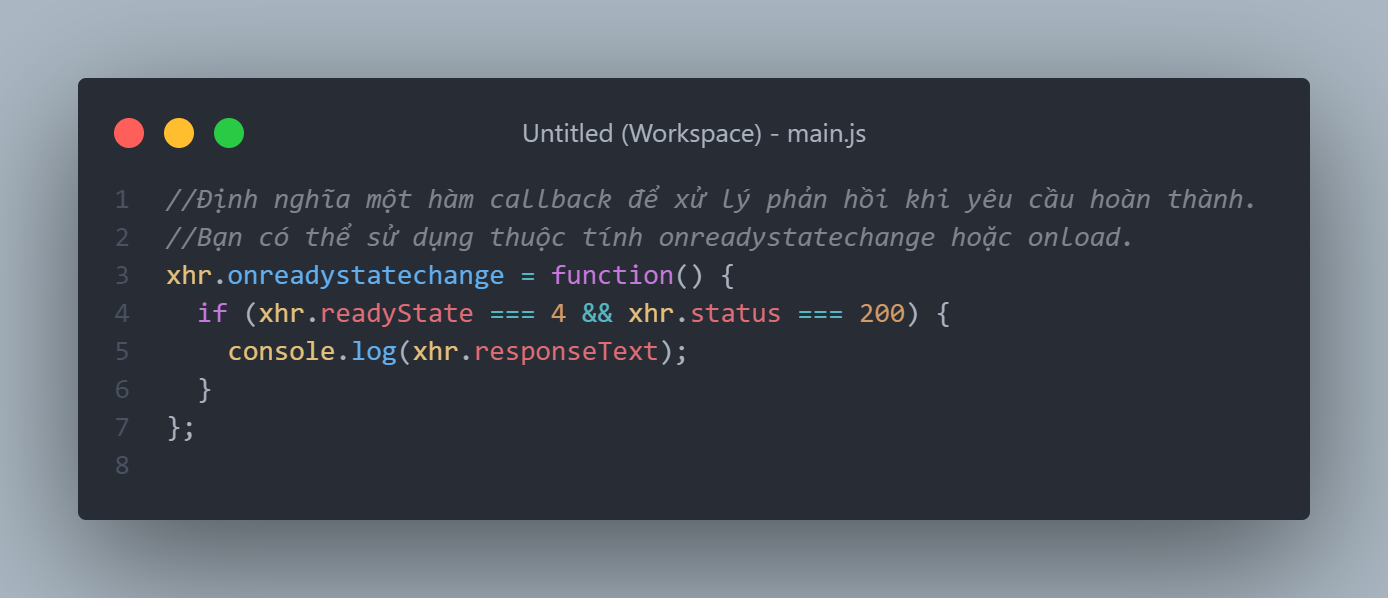 Untitled (Workspace) - main.js
1 //Định nghĩa một hàm callback để xử lý phản hồi khi yêu cầu hoàn thành.
2 //Bạn có thể sử dụng thuộc tính onreadystatechange hoặc onload.
3 xhr.onreadystatechange = function() {
4   if (xhr.readyState === 4 && xhr.status === 200) {
5     console.log(xhr.responseText);
6   }
7 };
8